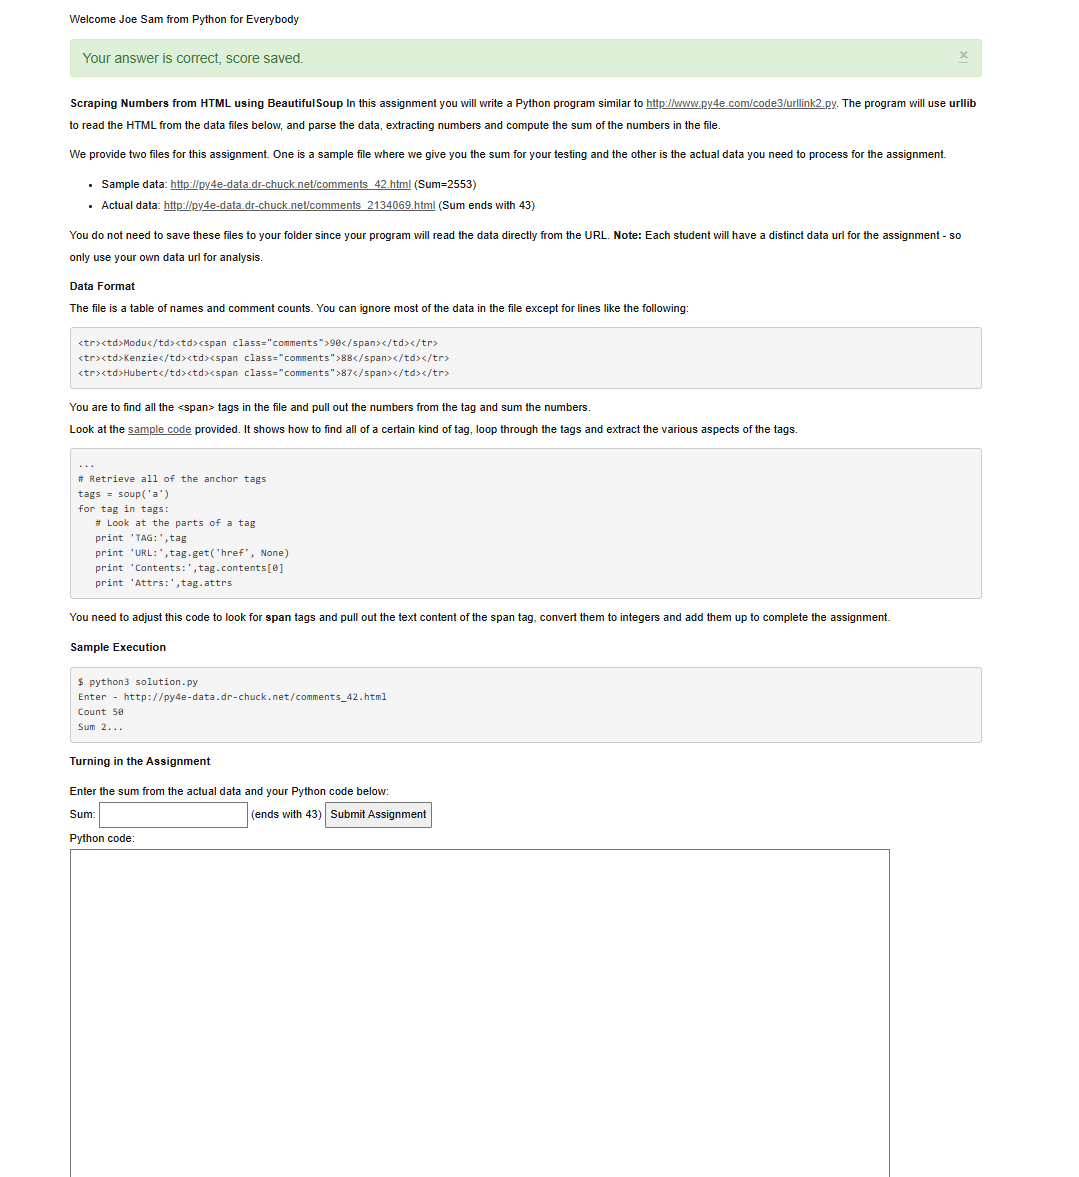 Welcome Joe Sam from Python for Everybody
Your answer is correct, score saved.
×
Scraping Numbers from HTML using BeautifulSoup In this assignment you will write a Python program similar to http://www.py4e.com/code3/urllink2.py. The program will use urllib
to read the HTML from the data files below, and parse the data, extracting numbers and compute the sum of the numbers in the file.
We provide two files for this assignment. One is a sample file where we give you the sum for your testing and the other is the actual data you need to process for the assignment.
• Sample data: http://py4e-data.dr-chuck.net/comments_42.html (Sum=2553)
• Actual data: http://py4e-data.dr-chuck.net/comments_2134069.html (Sum ends with 43)
You do not need to save these files to your folder since your program will read the data directly from the URL. Note: Each student will have a distinct data url for the assignment - so
only use your own data url for analysis.
Data Format
The file is a table of names and comment counts. You can ignore most of the data in the file except for lines like the following:
<tr><td>Modu</td><td><span class="comments">90</span></td></tr>
<tr><td>Kenzie</td><td><span class="comments">88</span></td></tr>
<tr><td>Hubert</td><td><span class="comments">87</span></td></tr>
You are to find all the <span> tags in the file and pull out the numbers from the tag and sum the numbers.
Look at the sample code provided. It shows how to find all of a certain kind of tag, loop through the tags and extract the various aspects of the tags.
...
# Retrieve all of the anchor tags
tags = soup('a')
for tag in tags:
   # Look at the parts of a tag
   print 'TAG:',tag
   print 'URL:',tag.get('href', None)
   print 'Contents:',tag.contents[0]
   print 'Attrs:',tag.attrs
You need to adjust this code to look for span tags and pull out the text content of the span tag, convert them to integers and add them up to complete the assignment.
Sample Execution
$ python3 solution.py
Enter - http://py4e-data.dr-chuck.net/comments_42.html
Count 50
Sum 2...
Turning in the Assignment
Enter the sum from the actual data and your Python code below:
Sum: (ends with 43) Submit Assignment
Python code: